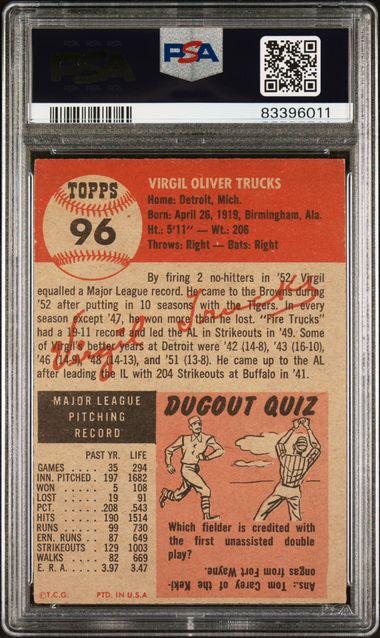 PSA
PSA
83396011
TOPPS
96
VIRGIL OLIVER TRUCKS
Home: Detroit, Mich.
Born: April 26, 1919, Birmingham, Ala.
Ht.: 5'11" — Wt.: 206
Throws: Right — Bats: Right
By firing 2 no-hitters in '52, Virgil
equalled a Major League record. He came to the Browns during
'52 after putting in 10 seasons with the Tigers. In every
season except '47, he won more than he lost. "Fire Trucks"
had a 19-11 record and led the AL in Strikeouts in '49. Some
of Virgil's better years at Detroit were '42 (14-8), '43 (16-10),
'46 (14-9), '48 (14-13), and '51 (13-8). He came up to the AL
after leading the IL with 204 Strikeouts at Buffalo in '41.
Virgil Trucks
MAJOR LEAGUE
PITCHING
RECORD
PAST YR. LIFE
GAMES 35 294
INN. PITCHED 197 1682
WON 5 108
LOST 19 91
PCT. .208 .543
HITS 190 1514
RUNS 99 730
ERN. RUNS 87 649
STRIKEOUTS 129 1003
WALKS 82 669
E. R. A. 3.97 3.47
©T.C.G. PTD. IN U.S.A
DUGOUT QUIZ
Which fielder is credited with
the first unassisted double
play?
Ans.: Tom Carey of the Keki-
ongas from Fort Wayne.